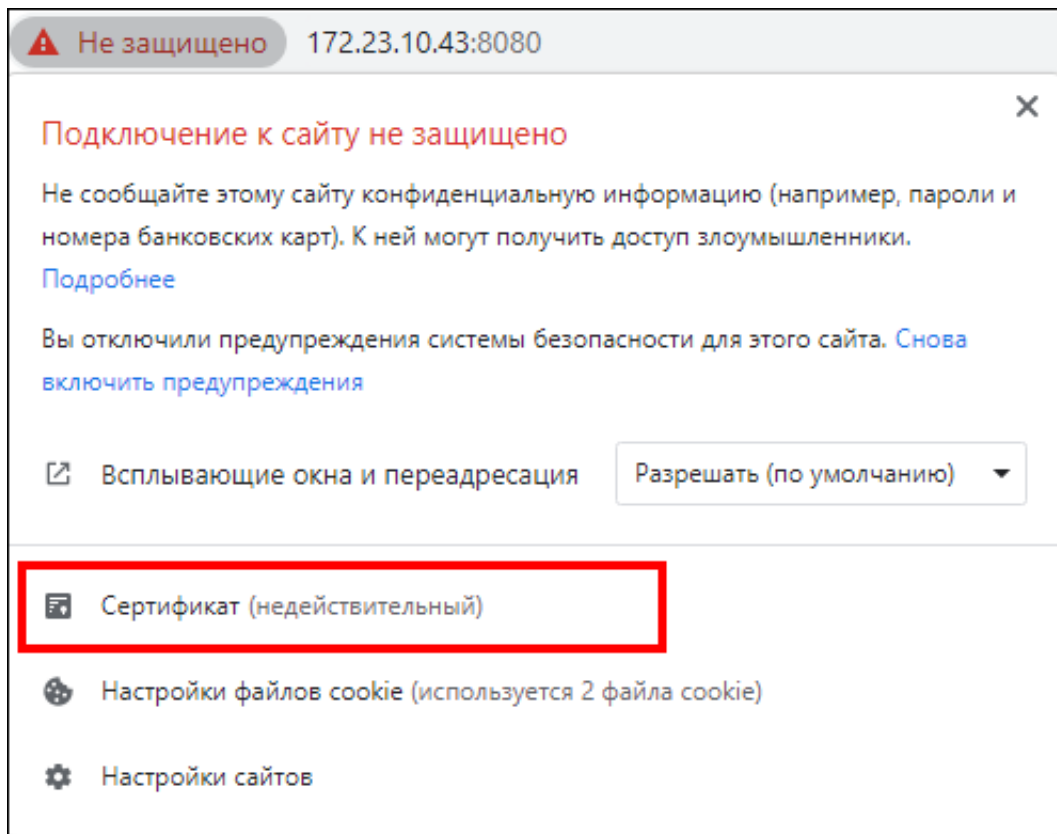 Не защищено 172.23.10.43:8080
Подключение к сайту не защищено
Не сообщайте этому сайту конфиденциальную информацию (например, пароли и
номера банковских карт). К ней могут получить доступ злоумышленники.
Подробнее
Вы отключили предупреждения системы безопасности для этого сайта. Снова
включить предупреждения
Всплывающие окна и переадресация Разрешать (по умолчанию)
Сертификат (недействительный)
Настройки файлов cookie (используется 2 файла cookie)
Настройки сайтов